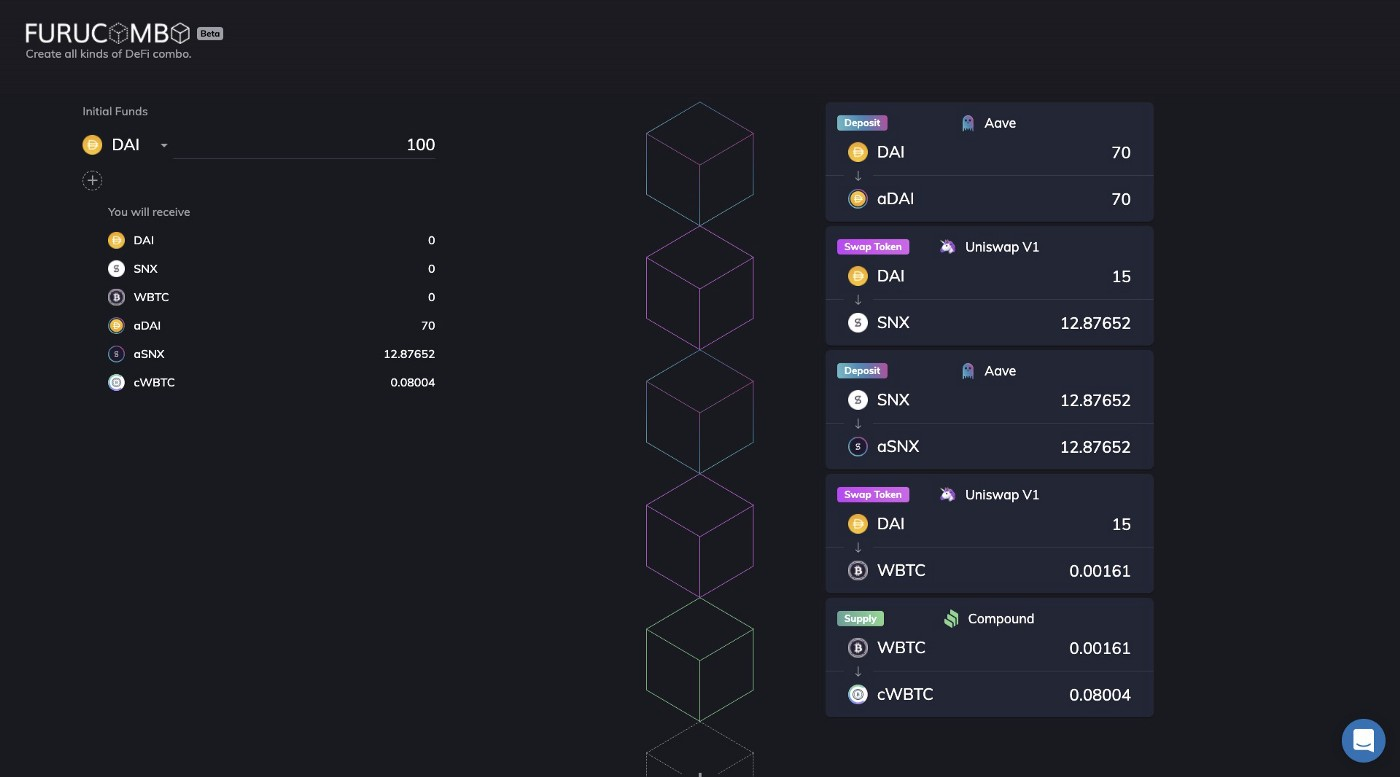 FURUCOMBO Beta
Create all kinds of DeFi combo.
Initial Funds
DAI 100
You will receive
DAI 0
SNX 0
WBTC 0
aDAI 70
aSNX 12.87652
cWBTC 0.08004
Deposit Aave
DAI 70
↓
aDAI 70
Swap Token Uniswap V1
DAI 15
↓
SNX 12.87652
Deposit Aave
SNX 12.87652
↓
aSNX 12.87652
Swap Token Uniswap V1
DAI 15
↓
WBTC 0.00161
Supply Compound
WBTC 0.00161
↓
cWBTC 0.08004